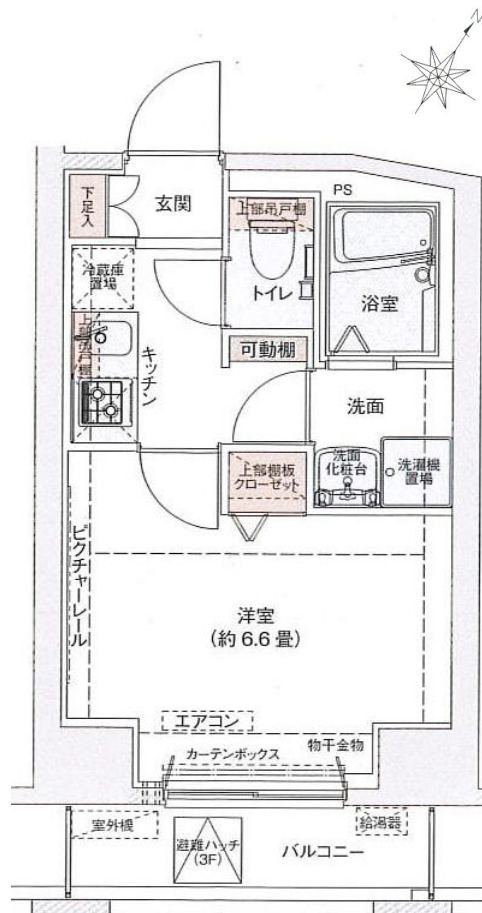 N
下足入
玄関
PS
上部吊戸棚
トイレ
浴室
冷蔵庫
置場
上部吊戸棚
キッチン
可動棚
洗面
洗面
化粧台
洗濯機
置場
上部棚板
クローゼット
ピクチャーレール
洋室
(約 6.6 畳)
エアコン
カーテンボックス
物干金物
室外機
避難ハッチ
(3F)
バルコニー
給湯器